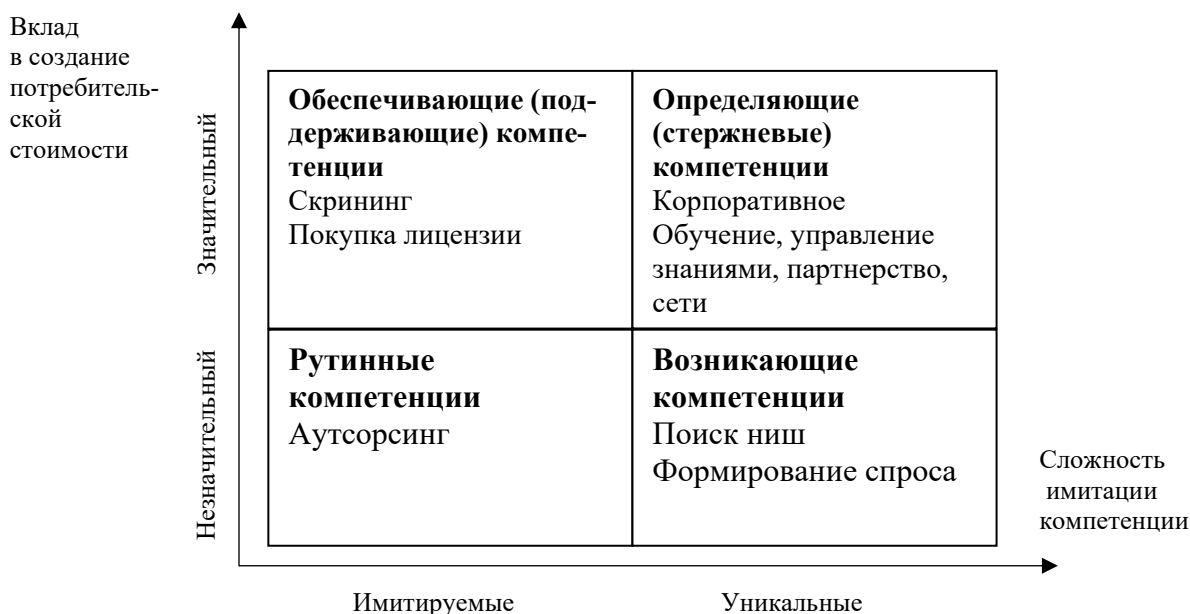 Вклад
в создание
потребитель-
ской
стоимости
Значительный
Незначительный
Обеспечивающие (под-
держивающие) компе-
тенции
Скрининг
Покупка лицензии
Определяющие
(стержневые)
компетенции
Корпоративное
Обучение, управление
знаниями, партнерство,
сети
Рутинные
компетенции
Аутсорсинг
Возникающие
компетенции
Поиск ниш
Формирование спроса
Сложность
имитации
компетенции
Имитируемые
Уникальные